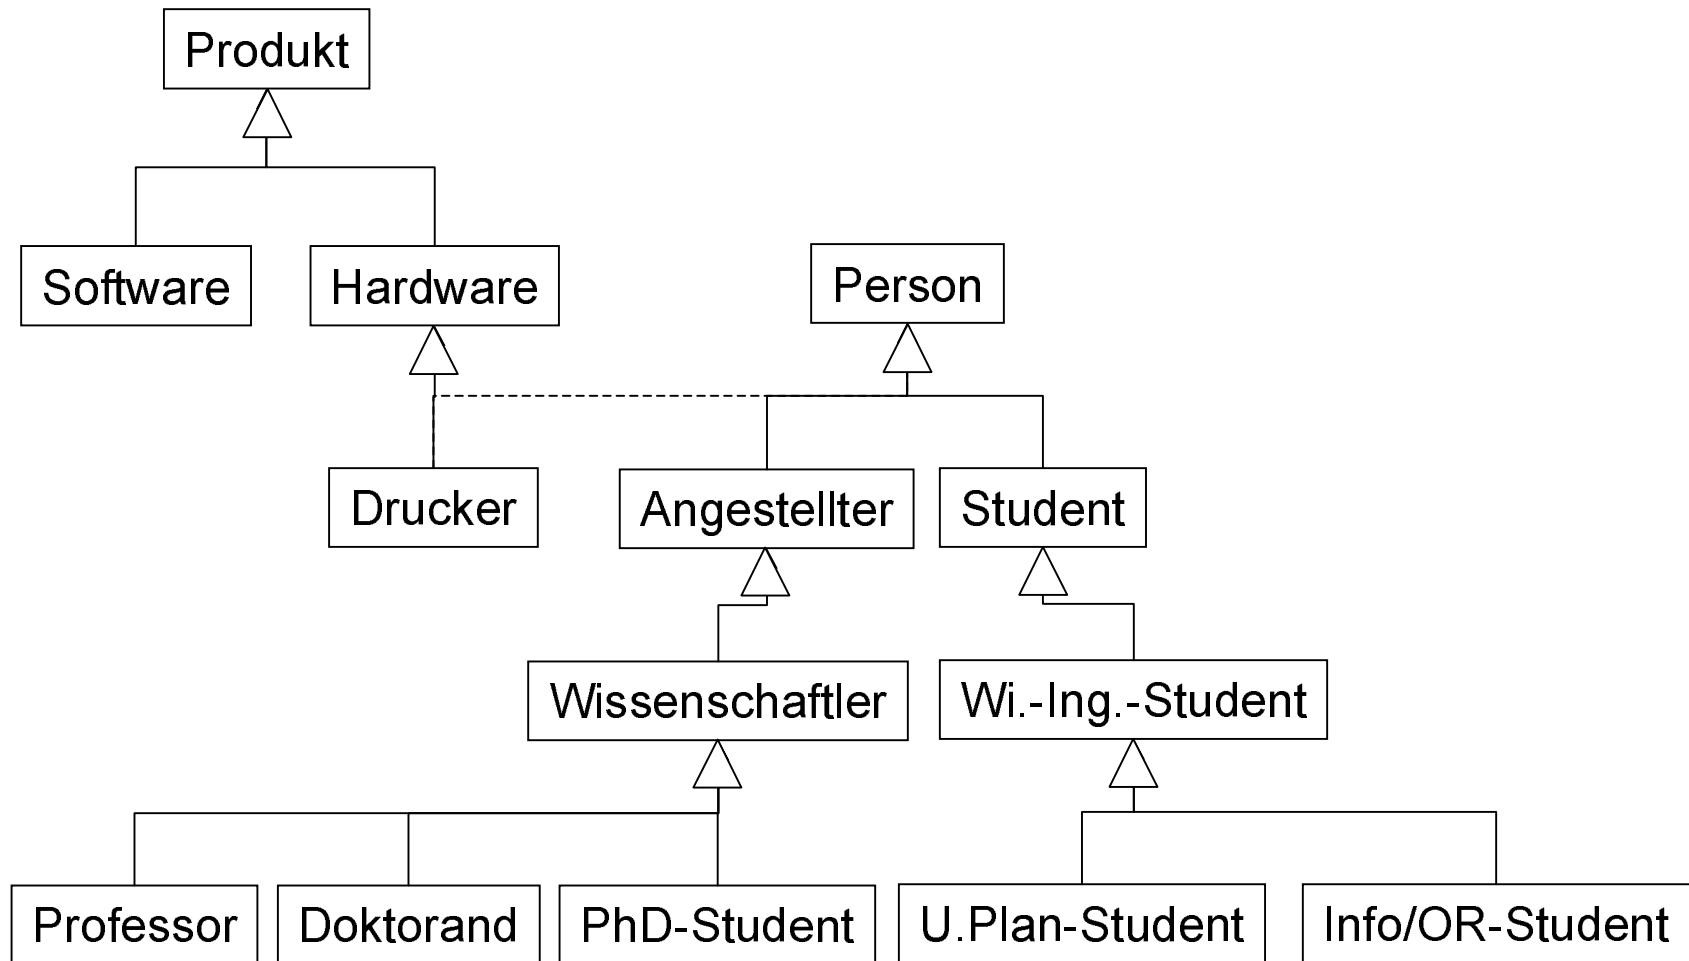 Produkt
Software
Hardware
Person
Drucker
Angestellter
Student
Wissenschaftler
Wi.-Ing.-Student
Professor
Doktorand
PhD-Student
U.Plan-Student
Info/OR-Student